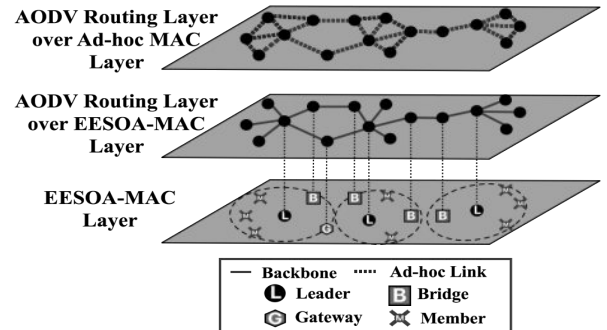 AODV Routing Layer
over Ad-hoc MAC
Layer
AODV Routing Layer
over EESOA-MAC
Layer
EESOA-MAC
Layer
M B B M M
M L L B B L M
M G M M
Backbone Ad-hoc Link
L Leader B Bridge
G Gateway M Member